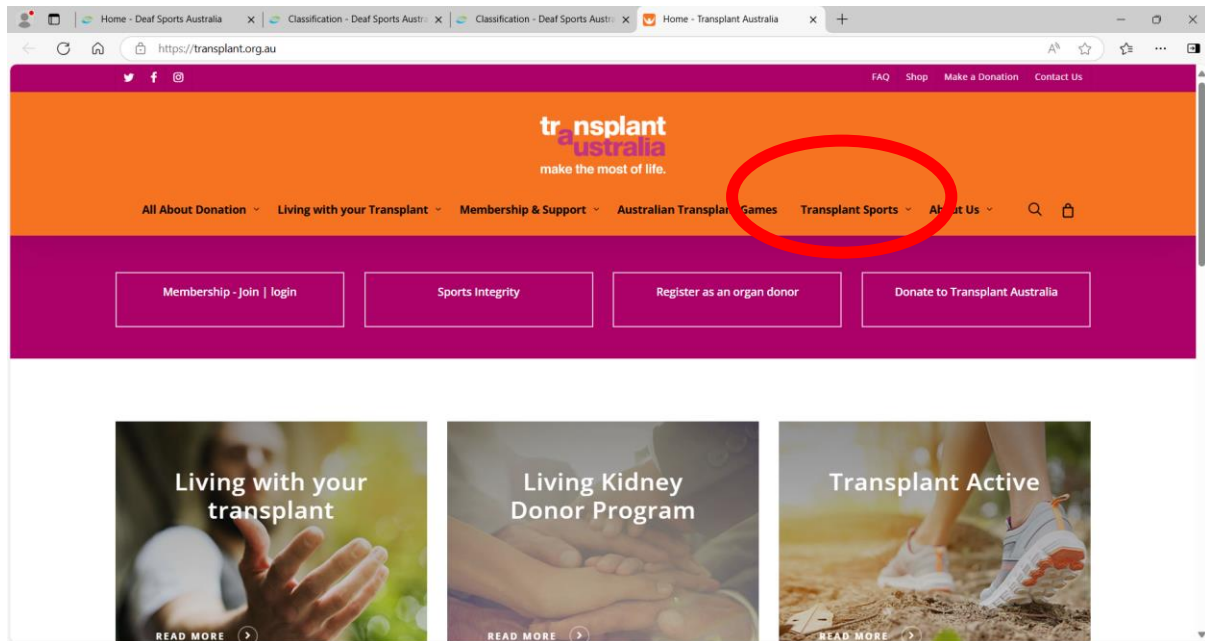 Home - Deaf Sports Australia Classification - Deaf Sports Austr Classification - Deaf Sports Austr Home - Transplant Australia
https://transplant.org.au
FAQ Shop Make a Donation Contact Us
transplant
australia
make the most of life.
All About Donation Living with your Transplant Membership & Support Australian Transplant Games Transplant Sports About Us
Membership - Join | login Sports Integrity Register as an organ donor Donate to Transplant Australia
Living with your
transplant
READ MORE
Living Kidney
Donor Program
READ MORE
Transplant Active
READ MORE